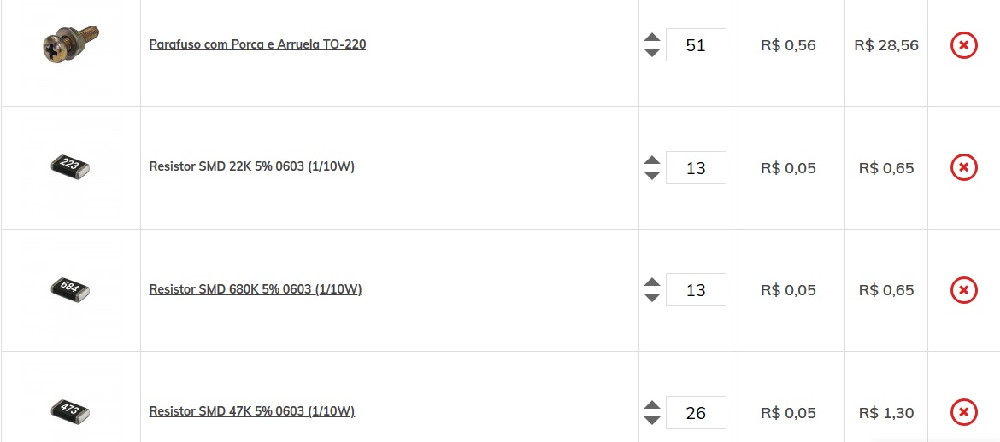 Parafuso com Porca e Arruela TO-220
51
R$ 0,56
R$ 28,56
223
Resistor SMD 22K 5% 0603 (1/10W)
13
R$ 0,05
R$ 0,65
684
Resistor SMD 680K 5% 0603 (1/10W)
13
R$ 0,05
R$ 0,65
473
Resistor SMD 47K 5% 0603 (1/10W)
26
R$ 0,05
R$ 1,30